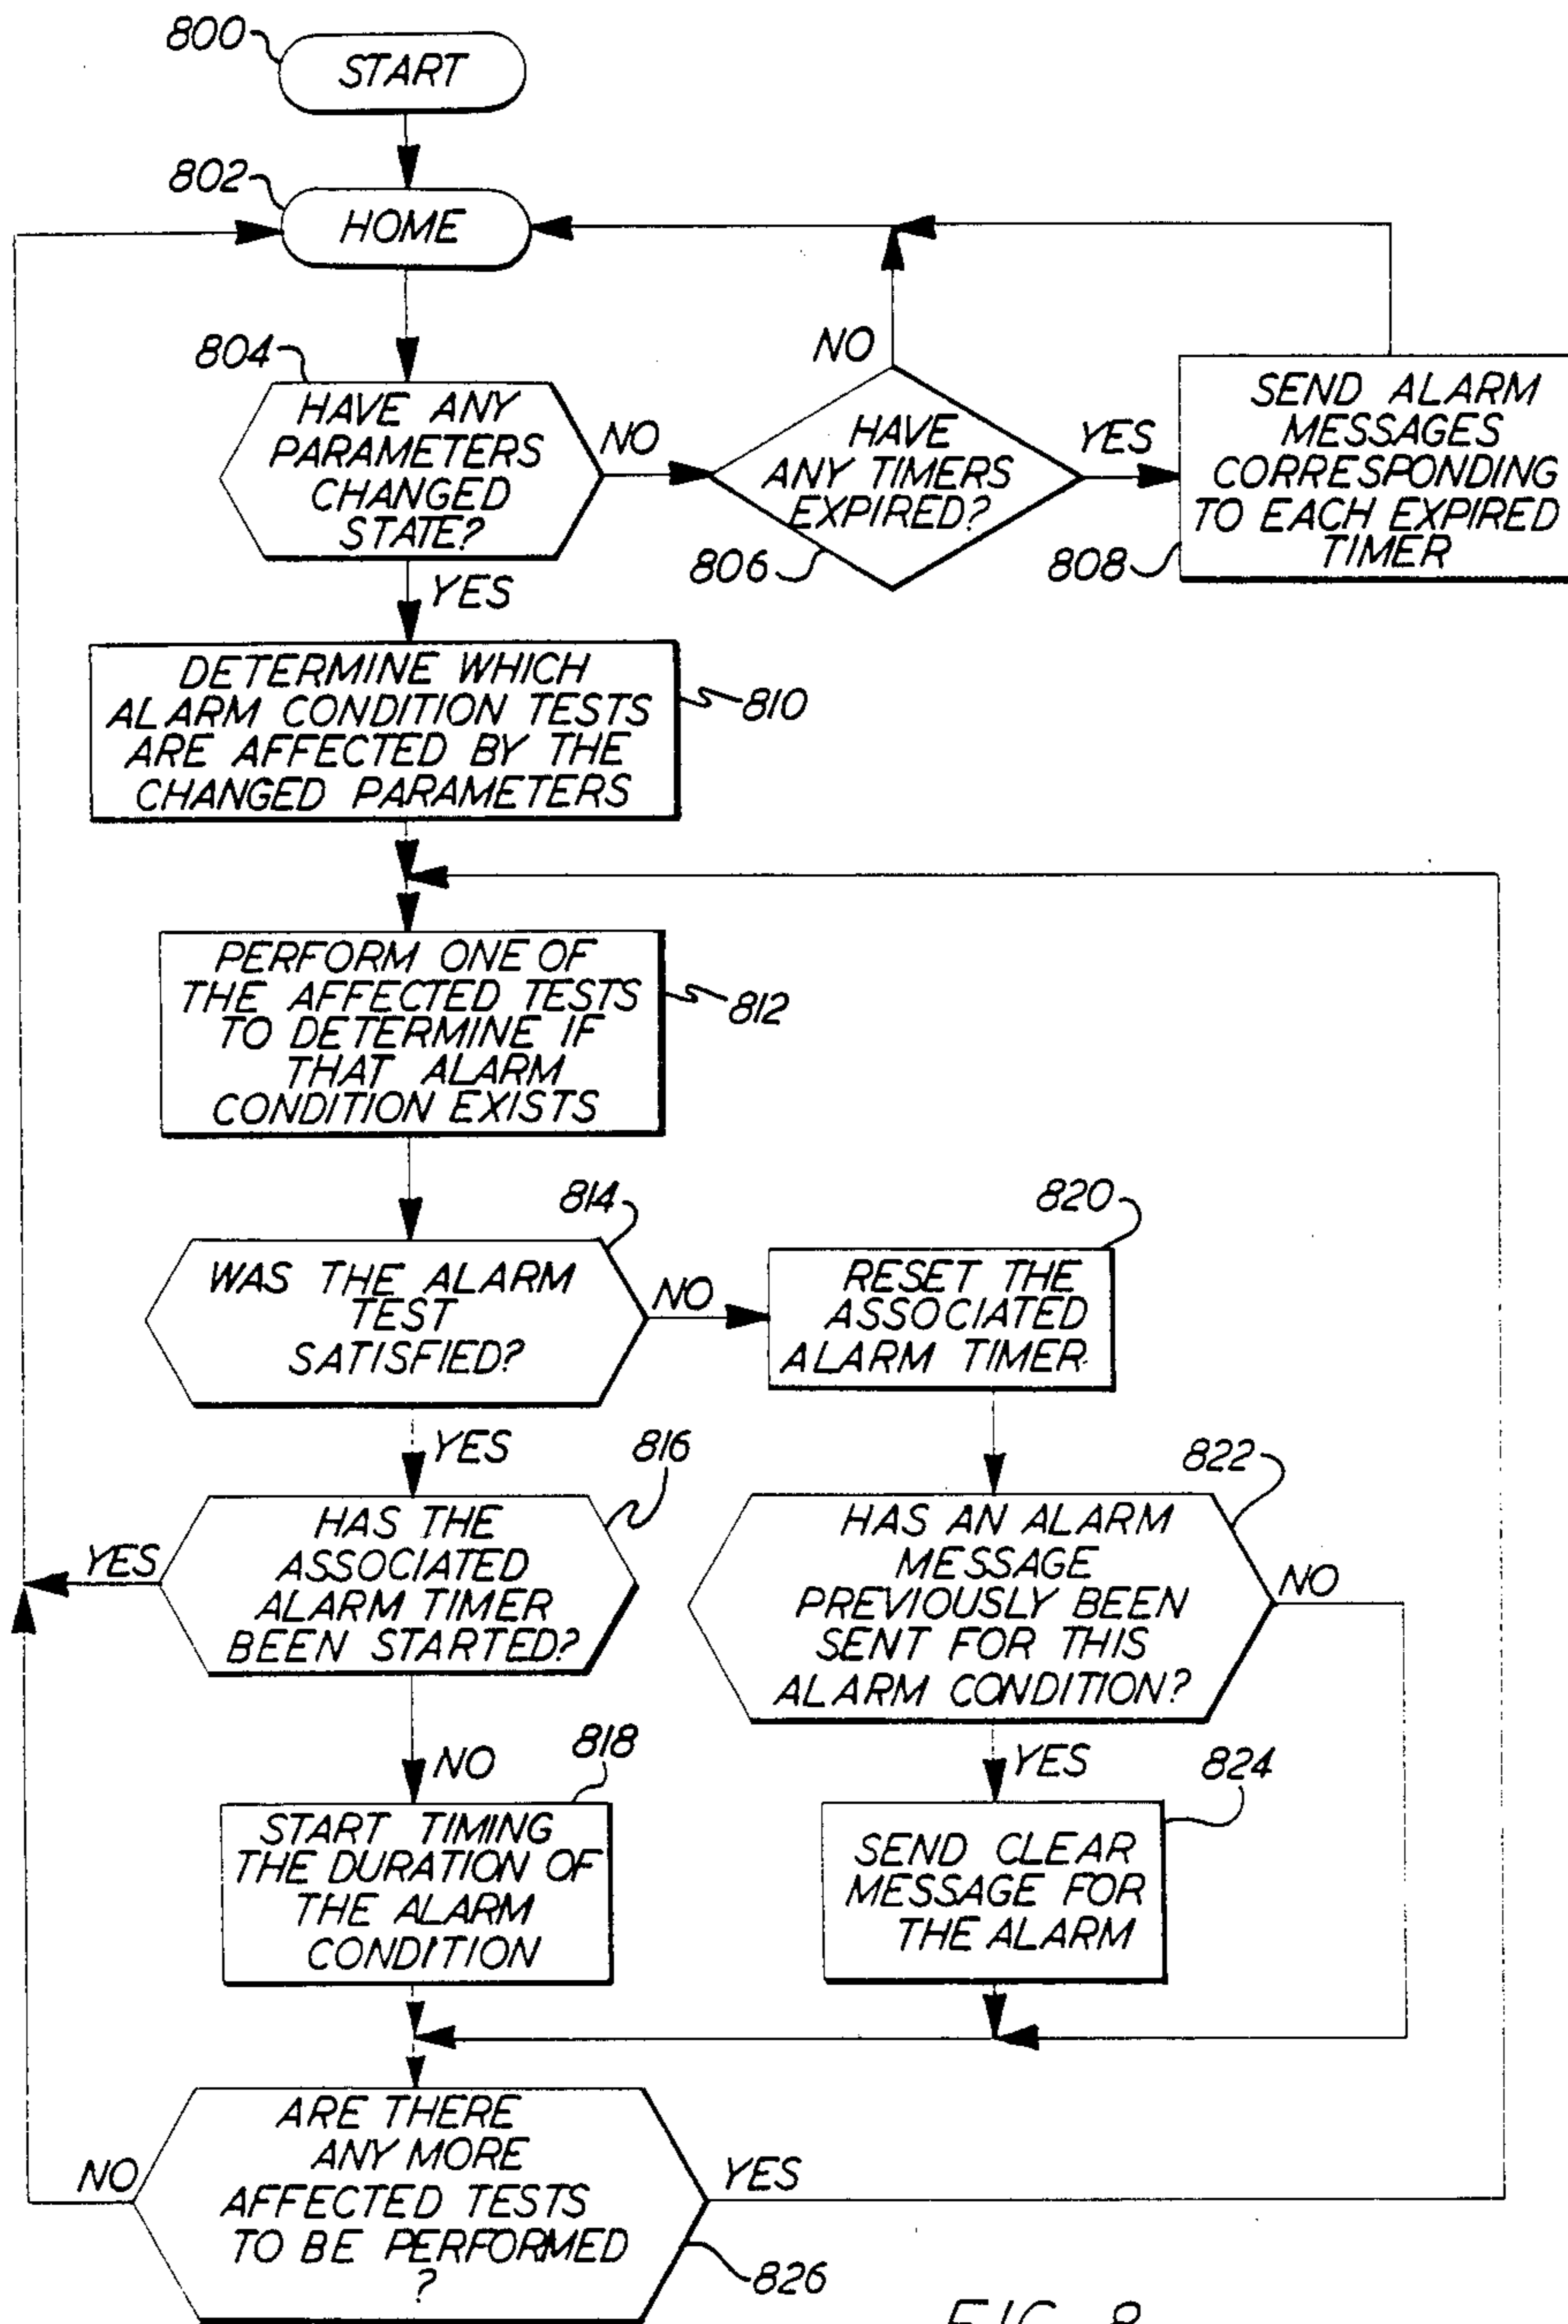 800
START
802
HOME
804
HAVE ANY
PARAMETERS
CHANGED
STATE?
NO
YES
NO
HAVE
ANY TIMERS
EXPIRED?
806
YES
SEND ALARM
MESSAGES
CORRESPONDING
TO EACH EXPIRED
TIMER
808
DETERMINE WHICH
ALARM CONDITION TESTS
ARE AFFECTED BY THE
CHANGED PARAMETERS
810
PERFORM ONE OF
THE AFFECTED TESTS
TO DETERMINE IF
THAT ALARM
CONDITION EXISTS
812
814
WAS THE ALARM
TEST
SATISFIED?
NO
YES
820
RESET THE
ASSOCIATED
ALARM TIMER
816
HAS THE
ASSOCIATED
ALARM TIMER
BEEN STARTED?
YES
NO
822
HAS AN ALARM
MESSAGE
PREVIOUSLY BEEN
SENT FOR THIS
ALARM CONDITION?
NO
YES
818
START TIMING
THE DURATION OF
THE ALARM
CONDITION
824
SEND CLEAR
MESSAGE FOR
THE ALARM
ARE THERE
ANY MORE
AFFECTED TESTS
TO BE PERFORMED
?
NO
YES
826
FIG. 8